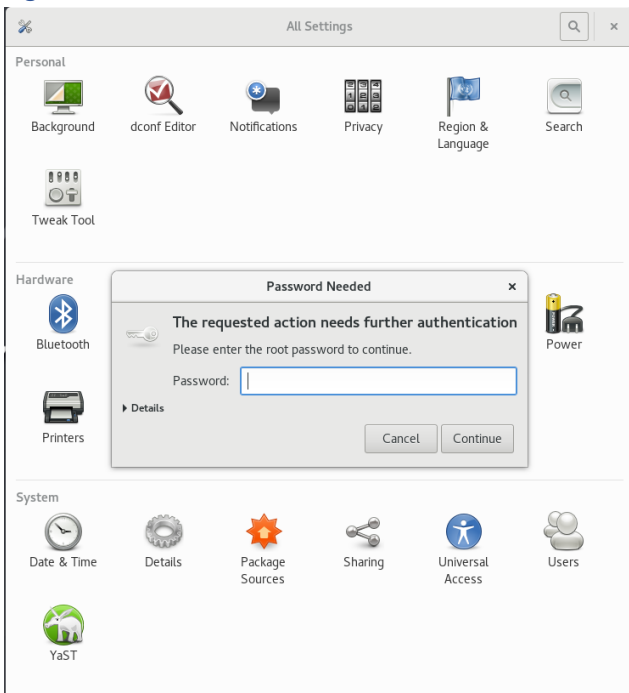 All Settings
Personal
Background
dconf Editor
Notifications
Privacy
Region &
Language
Search
Tweak Tool
Hardware
Bluetooth
Power
Printers
Password Needed
The requested action needs further authentication
Please enter the root password to continue.
Password:
Details
Cancel
Continue
System
Date & Time
Details
Package
Sources
Sharing
Universal
Access
Users
YaST